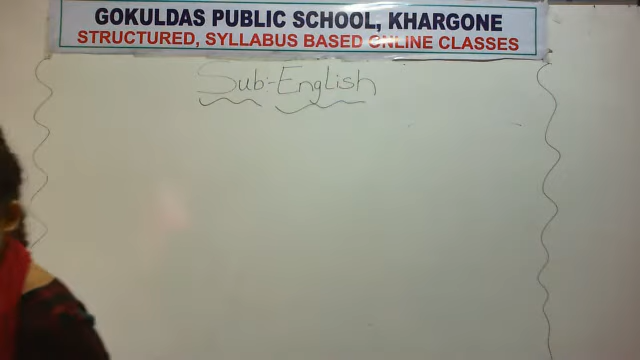 GOKULDAS PUBLIC SCHOOL, KHARGONE
STRUCTURED, SYLLABUS BASED ONLINE CLASSES
Sub:-English